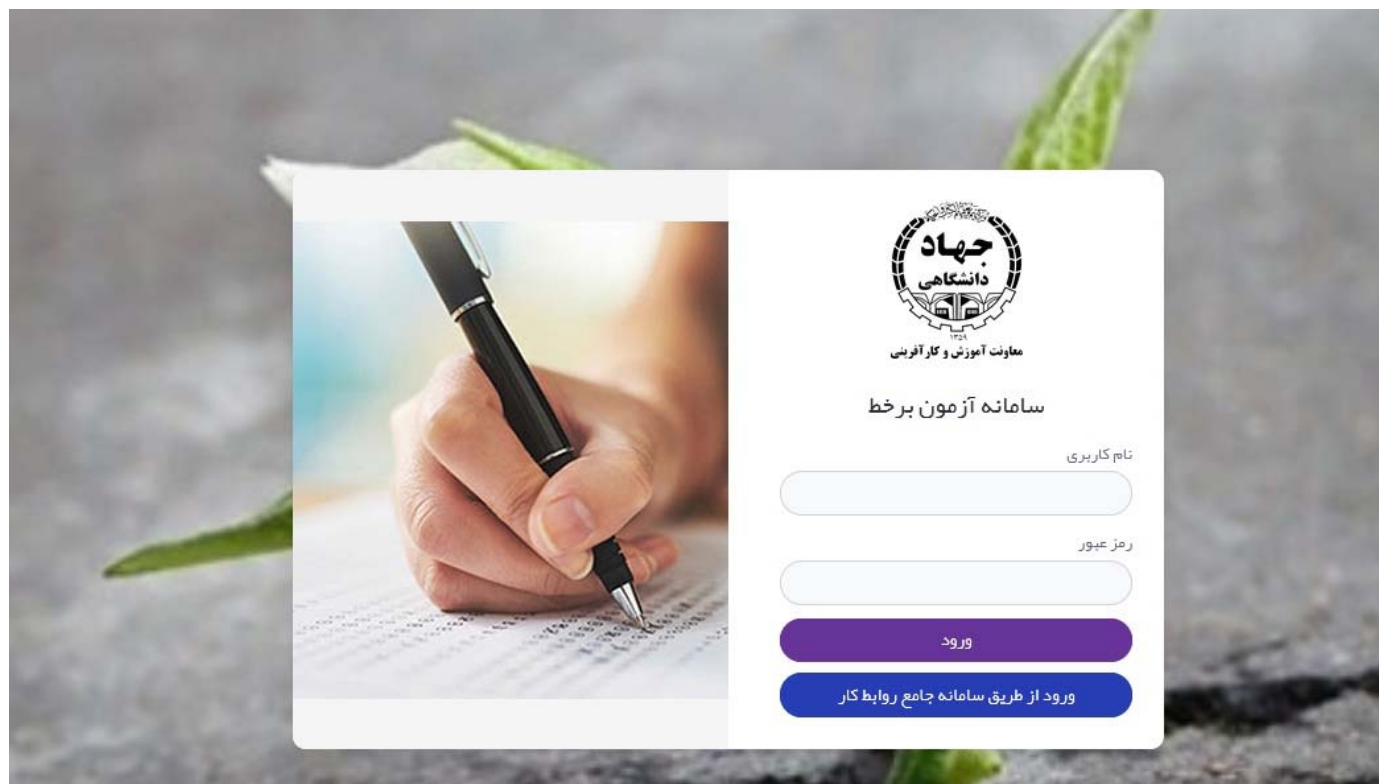 جهاد
دانشگاهی
۱۳۵۹
معاونت آموزش و کارآفرینی
سامانه آزمون برخط
نام کاربری
رمز عبور
ورود
ورود از طریق سامانه جامع روابط کار